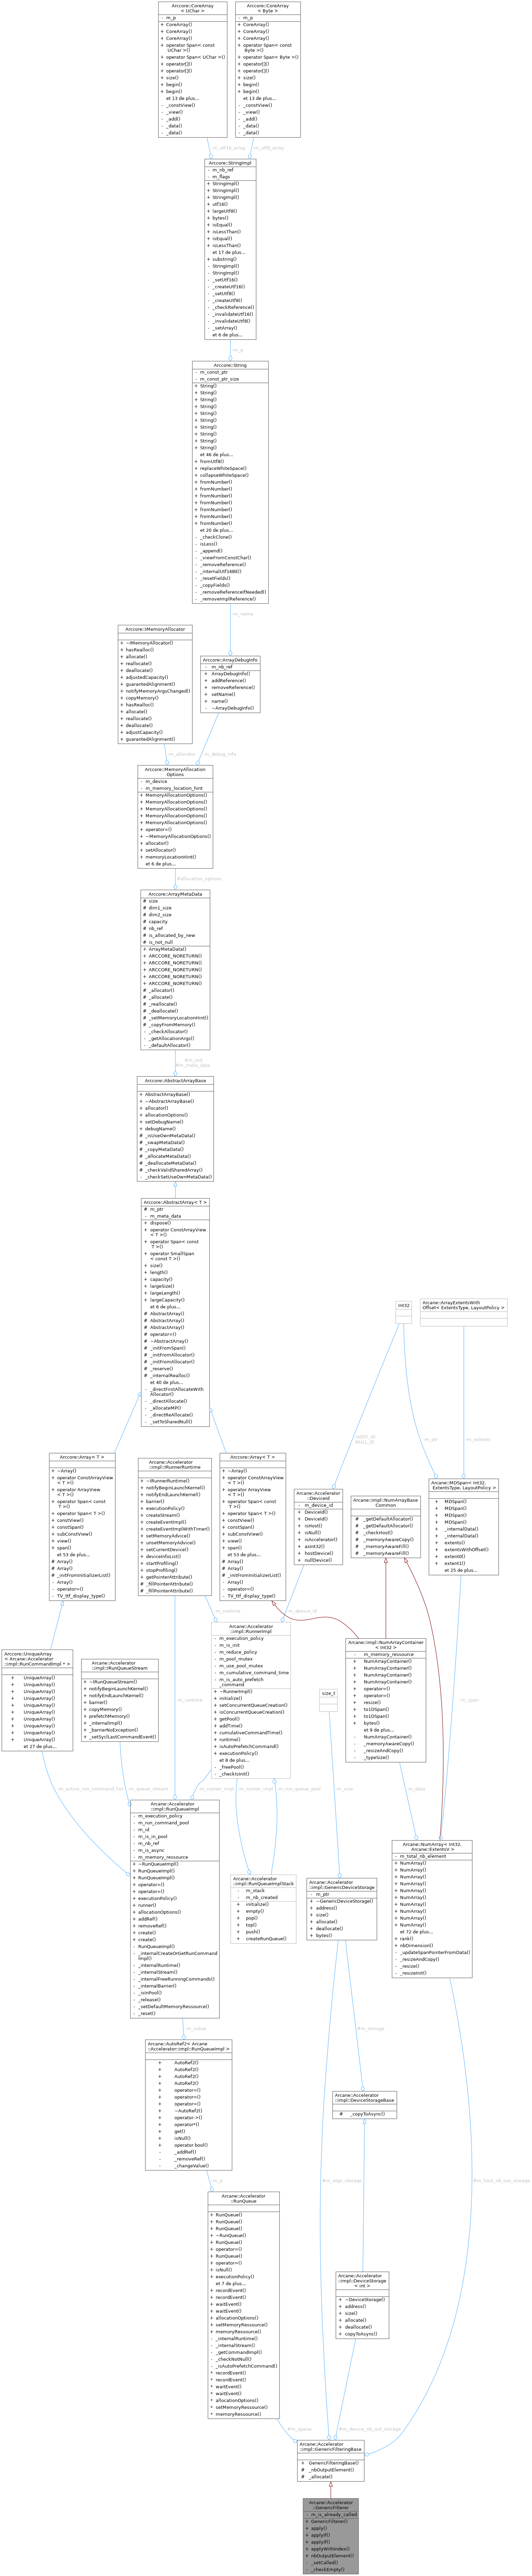 Arccore::CoreArray
< UChar >
- m_p
+ CoreArray()
+ CoreArray()
+ CoreArray()
+ operator Span< const
UChar >()
+ operator Span< UChar >()
+ operator[]()
+ operator[]()
+ size()
+ begin()
+ begin()
et 13 de plus...
- _constView()
- _view()
- _add()
- _data()
- _data()
Arccore::CoreArray
< Byte >
- m_p
+ CoreArray()
+ CoreArray()
+ CoreArray()
+ operator Span< const
Byte >()
+ operator Span< Byte >()
+ operator[]()
+ operator[]()
+ size()
+ begin()
+ begin()
et 13 de plus...
- _constView()
- _view()
- _add()
- _data()
- _data()
-m_utf16_array
-m_utf8_array
Arccore::StringImpl
- m_nb_ref
- m_flags
+ StringImpl()
+ StringImpl()
+ StringImpl()
+ utf16()
+ largeUtf8()
+ bytes()
+ isEqual()
+ isLessThan()
+ isEqual()
+ isLessThan()
et 17 de plus...
+ substring()
- StringImpl()
- StringImpl()
- _setUtf16()
- _createUtf16()
- _setUtf8()
- _createUtf8()
- _checkReference()
- _invalidateUtf16()
- _invalidateUtf8()
- _setArray()
et 6 de plus...
-m_p
Arccore::String
- m_const_ptr
- m_const_ptr_size
+ String()
+ String()
+ String()
+ String()
+ String()
+ String()
+ String()
+ String()
+ String()
+ String()
et 46 de plus...
+ fromUtf8()
+ replaceWhiteSpace()
+ collapseWhiteSpace()
+ fromNumber()
+ fromNumber()
+ fromNumber()
+ fromNumber()
+ fromNumber()
+ fromNumber()
+ fromNumber()
et 20 de plus...
- _checkClone()
- isLess()
- _append()
- _viewFromConstChar()
- _removeReference()
- _internalUtf16BE()
- _resetFields()
- _copyFields()
- _removeReferenceIfNeeded()
- _removeImplReference()
-m_name
Arccore::IMemoryAllocator
+ ~IMemoryAllocator()
+ hasRealloc()
+ allocate()
+ reallocate()
+ deallocate()
+ adjustedCapacity()
+ guarantedAlignment()
+ notifyMemoryArgsChanged()
+ copyMemory()
+ hasRealloc()
+ allocate()
+ reallocate()
+ deallocate()
+ adjustCapacity()
+ guarantedAlignment()
Arccore::ArrayDebugInfo
- m_nb_ref
+ ArrayDebugInfo()
+ addReference()
+ removeReference()
+ setName()
+ name()
- ~ArrayDebugInfo()
-m_allocator
-m_debug_info
Arccore::MemoryAllocation
Options
- m_device
- m_memory_location_hint
+ MemoryAllocationOptions()
+ MemoryAllocationOptions()
+ MemoryAllocationOptions()
+ MemoryAllocationOptions()
+ MemoryAllocationOptions()
+ operator=()
+ ~MemoryAllocationOptions()
+ allocator()
+ setAllocator()
+ memoryLocationHint()
et 6 de plus...
#allocation_options
Arccore::ArrayMetaData
# size
# dim1_size
# dim2_size
# capacity
# nb_ref
# is_allocated_by_new
# is_not_null
+ ArrayMetaData()
+ ARCCORE_NORETURN()
+ ARCCORE_NORETURN()
+ ARCCORE_NORETURN()
+ ARCCORE_NORETURN()
+ ARCCORE_NORETURN()
# _allocator()
# _allocate()
# _reallocate()
# _deallocate()
# _setMemoryLocationHint()
# _copyFromMemory()
- _checkAllocator()
- _getAllocationArgs()
- _defaultAllocator()
#m_md
#m_meta_data
Arccore::AbstractArrayBase
+ AbstractArrayBase()
+ ~AbstractArrayBase()
+ allocator()
+ allocationOptions()
+ setDebugName()
+ debugName()
# _isUseOwnMetaData()
# _swapMetaData()
# _copyMetaData()
# _allocateMetaData()
# _deallocateMetaData()
# _checkValidSharedArray()
- _checkSetUseOwnMetaData()
Arccore::AbstractArray< T >
# m_ptr
- m_meta_data
+ dispose()
+ operator ConstArrayView
< T >()
+ operator Span< const
T >()
+ operator SmallSpan
< const T >()
+ size()
+ length()
+ capacity()
+ largeSize()
+ largeLength()
+ largeCapacity()
et 6 de plus...
# AbstractArray()
# AbstractArray()
# AbstractArray()
# operator=()
# ~AbstractArray()
# _initFromSpan()
# _initFromAllocator()
# _initFromAllocator()
# _reserve()
# _internalRealloc()
et 40 de plus...
- _directFirstAllocateWith
Allocator()
- _directAllocate()
- _allocateMP()
- _directReAllocate()
- _setToSharedNull()
Int32
Arcane::ArrayExtentsWith
Offset< ExtentsType, LayoutPolicy >
HOST_ID
NULL_ID
-m_ptr
-m_extents
Arccore::Array< T >
+ ~Array()
+ operator ConstArrayView
< T >()
+ operator ArrayView
< T >()
+ operator Span< const
T >()
+ operator Span< T >()
+ constView()
+ constSpan()
+ subConstView()
+ view()
+ span()
et 53 de plus...
# Array()
# Array()
# _initFromInitializerList()
- Array()
- operator=()
- TV_ttf_display_type()
Arcane::Accelerator
::impl::IRunnerRuntime
+ ~IRunnerRuntime()
+ notifyBeginLaunchKernel()
+ notifyEndLaunchKernel()
+ barrier()
+ executionPolicy()
+ createStream()
+ createEventImpl()
+ createEventImplWithTimer()
+ setMemoryAdvice()
+ unsetMemoryAdvice()
+ setCurrentDevice()
+ deviceInfoList()
+ startProfiling()
+ stopProfiling()
+ getPointerAttribute()
# _fillPointerAttribute()
# _fillPointerAttribute()
Arccore::Array< T >
+ ~Array()
+ operator ConstArrayView
< T >()
+ operator ArrayView
< T >()
+ operator Span< const
T >()
+ operator Span< T >()
+ constView()
+ constSpan()
+ subConstView()
+ view()
+ span()
et 53 de plus...
# Array()
# Array()
# _initFromInitializerList()
- Array()
- operator=()
- TV_ttf_display_type()
Arcane::Accelerator
::DeviceId
- m_device_id
+ DeviceId()
+ DeviceId()
+ isHost()
+ isNull()
+ isAccelerator()
+ asInt32()
+ hostDevice()
+ nullDevice()
Arcane::impl::NumArrayBase
Common
# _getDefaultAllocator()
# _getDefaultAllocator()
# _checkHost()
# _memoryAwareCopy()
# _memoryAwareFill()
# _memoryAwareFill()
Arcane::MDSpan< Int32,
ExtentsType, LayoutPolicy >
+ MDSpan()
+ MDSpan()
+ MDSpan()
+ MDSpan()
+ _internalData()
+ _internalData()
+ extents()
+ extentsWithOffset()
+ extent0()
+ extent1()
et 25 de plus...
-m_runtime
-m_device_id
Arccore::UniqueArray
< Arcane::Accelerator
::impl::RunCommandImpl * >
+ UniqueArray()
+ UniqueArray()
+ UniqueArray()
+ UniqueArray()
+ UniqueArray()
+ UniqueArray()
+ UniqueArray()
+ UniqueArray()
+ UniqueArray()
+ UniqueArray()
et 27 de plus...
Arcane::Accelerator
::impl::IRunQueueStream
+ ~IRunQueueStream()
+ notifyBeginLaunchKernel()
+ notifyEndLaunchKernel()
+ barrier()
+ copyMemory()
+ prefetchMemory()
+ _internalImpl()
+ _barrierNoException()
+ _setSyclLastCommandEvent()
Arcane::Accelerator
::impl::RunnerImpl
- m_execution_policy
- m_is_init
- m_reduce_policy
- m_pool_mutex
- m_use_pool_mutex
- m_cumulative_command_time
- m_is_auto_prefetch
_command
+ ~RunnerImpl()
+ initialize()
+ setConcurrentQueueCreation()
+ isConcurrentQueueCreation()
+ getPool()
+ addTime()
+ cumulativeCommandTime()
+ runtime()
+ isAutoPrefetchCommand()
+ executionPolicy()
et 8 de plus...
- _freePool()
- _checkIsInit()
size_t
Arcane::impl::NumArrayContainer
< Int32 >
- m_memory_ressource
+ NumArrayContainer()
+ NumArrayContainer()
+ NumArrayContainer()
+ NumArrayContainer()
+ operator=()
+ operator=()
+ resize()
+ to1DSpan()
+ to1DSpan()
+ bytes()
et 9 de plus...
- NumArrayContainer()
- _memoryAwareCopy()
- _resizeAndCopy()
- _typeSize()
-m_runtime
-m_span
-m_active_run_command_list
-m_queue_stream
-m_runner_impl
-m_runner_impl
-m_run_queue_pool
-m_size
-m_data
Arcane::Accelerator
::impl::RunQueueImpl
- m_execution_policy
- m_run_command_pool
- m_id
- m_is_in_pool
- m_nb_ref
- m_is_async
- m_memory_ressource
+ ~RunQueueImpl()
+ RunQueueImpl()
+ RunQueueImpl()
+ operator=()
+ operator=()
+ executionPolicy()
+ runner()
+ allocationOptions()
+ addRef()
+ removeRef()
+ create()
+ create()
- RunQueueImpl()
- _internalCreateOrGetRunCommand
Impl()
- _internalRuntime()
- _internalStream()
- _internalFreeRunningCommands()
- _internalBarrier()
- _isInPool()
- _release()
- _setDefaultMemoryRessource()
- _reset()
Arcane::Accelerator
::impl::RunQueueImplStack
- m_stack
- m_nb_created
+ initialize()
+ empty()
+ pop()
+ top()
+ push()
+ createRunQueue()
Arcane::Accelerator
::impl::GenericDeviceStorage
- m_ptr
+ ~GenericDeviceStorage()
+ address()
+ size()
+ allocate()
+ deallocate()
+ bytes()
Arcane::NumArray< Int32,
Arcane::ExtentsV >
- m_total_nb_element
+ NumArray()
+ NumArray()
+ NumArray()
+ NumArray()
+ NumArray()
+ NumArray()
+ NumArray()
+ NumArray()
+ NumArray()
+ NumArray()
et 72 de plus...
+ rank()
+ nbDimension()
- _updateSpanPointerFromData()
- _resizeAndCopy()
- _resize()
- _resizeInit()
-m_value
#m_storage
Arcane::AutoRef2< Arcane
::Accelerator::impl::RunQueueImpl >
+ AutoRef2()
+ AutoRef2()
+ AutoRef2()
+ AutoRef2()
+ operator=()
+ operator=()
+ operator=()
+ ~AutoRef2()
+ operator->()
+ operator*()
+ get()
+ isNull()
+ operator bool()
- _addRef()
- _removeRef()
- _changeValue()
Arcane::Accelerator
::impl::DeviceStorageBase
# _copyToAsync()
-m_p
#m_algo_storage
#m_host_nb_out_storage
Arcane::Accelerator
::RunQueue
+ RunQueue()
+ RunQueue()
+ RunQueue()
+ ~RunQueue()
+ RunQueue()
+ operator=()
+ RunQueue()
+ operator=()
+ isNull()
+ executionPolicy()
et 7 de plus...
+ recordEvent()
+ recordEvent()
+ waitEvent()
+ waitEvent()
+ allocationOptions()
+ setMemoryRessource()
+ memoryRessource()
- _internalRuntime()
- _internalStream()
- _getCommandImpl()
- _checkNotNull()
- _isAutoPrefetchCommand()
* recordEvent()
* recordEvent()
* waitEvent()
* waitEvent()
* allocationOptions()
* setMemoryRessource()
* memoryRessource()
Arcane::Accelerator
::impl::DeviceStorage
< int >
+ ~DeviceStorage()
+ address()
+ size()
+ allocate()
+ deallocate()
+ copyToAsync()
#m_queue
#m_device_nb_out_storage
Arcane::Accelerator
::impl::GenericFilteringBase
+ GenericFilteringBase()
# _nbOutputElement()
# _allocate()
Arcane::Accelerator
::GenericFilterer
- m_is_already_called
+ GenericFilterer()
+ apply()
+ applyIf()
+ applyIf()
+ applyWithIndex()
+ nbOutputElement()
- _setCalled()
- _checkEmpty()